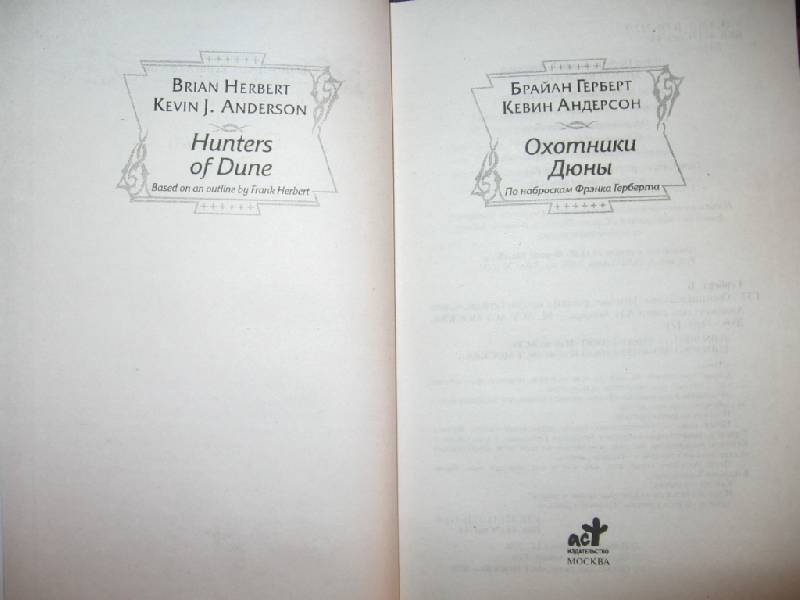 BRIAN HERBERT
KEVIN J. ANDERSON
Hunters
of Dune
Based on an outline by Frank Herbert
БРАЙАН ГЕРБЕРТ
КЕВИН АНДЕРСОН
Охотники
Дюны
По наброскам Фрэнка Герберта
аст
ИЗДАТЕЛЬСТВО
МОСКВА